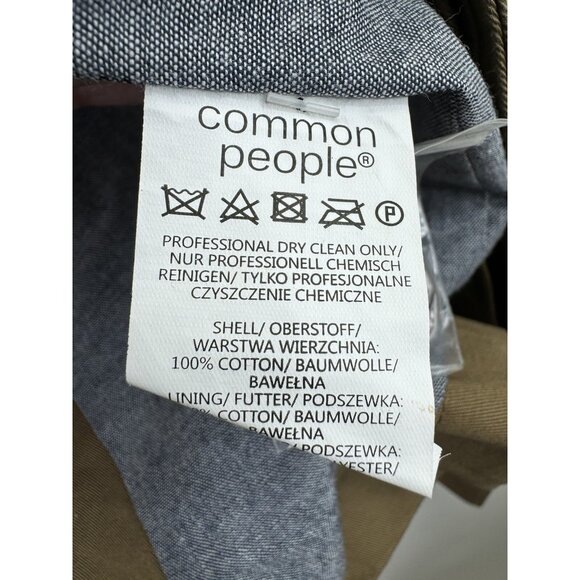 common
people®
P
PROFESSIONAL DRY CLEAN ONLY/
NUR PROFESSIONELL CHEMISCH
REINIGEN/ TYLKO PROFESJONALNE
CZYSZCZENIE CHEMICZNE
SHELL/ OBERSTOFF/
WARSTWA WIERZCHNIA:
100% COTTON/ BAUMWOLLE/
BAWEŁNA
LINING/ FUTTER/ PODSZEWKA:
% COTTON/ BAUMWOLLE/
BAWEŁNA
/ PODSZEWKA: